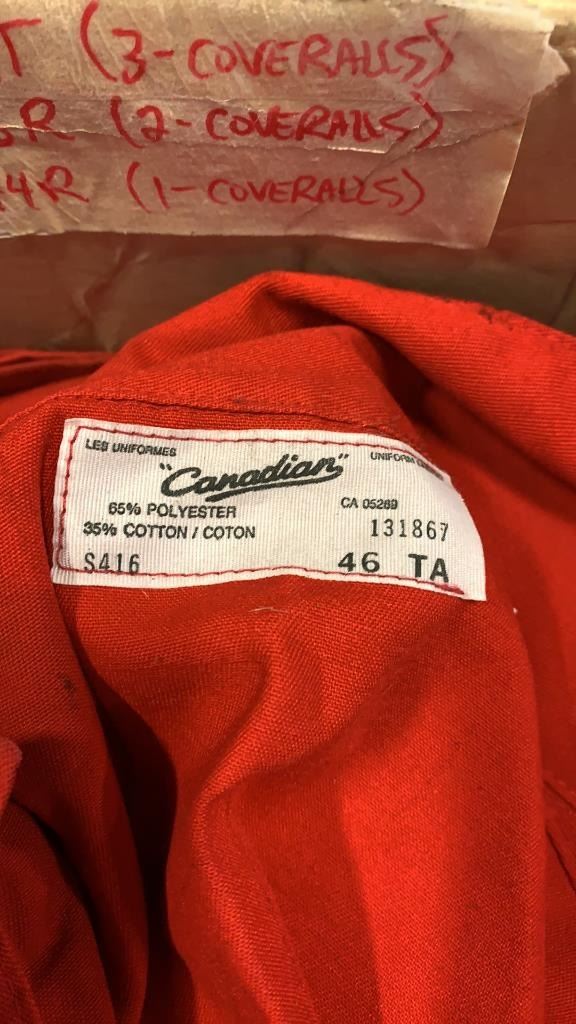 T (3-COVERALLS)
R (2-COVERALLS)
4R (1-COVERALLS)
LES UNIFORMES
"Canadian"
UNIFORM
65% POLYESTER
CA 05289
35% COTTON / COTON
131867
S416
46 TA